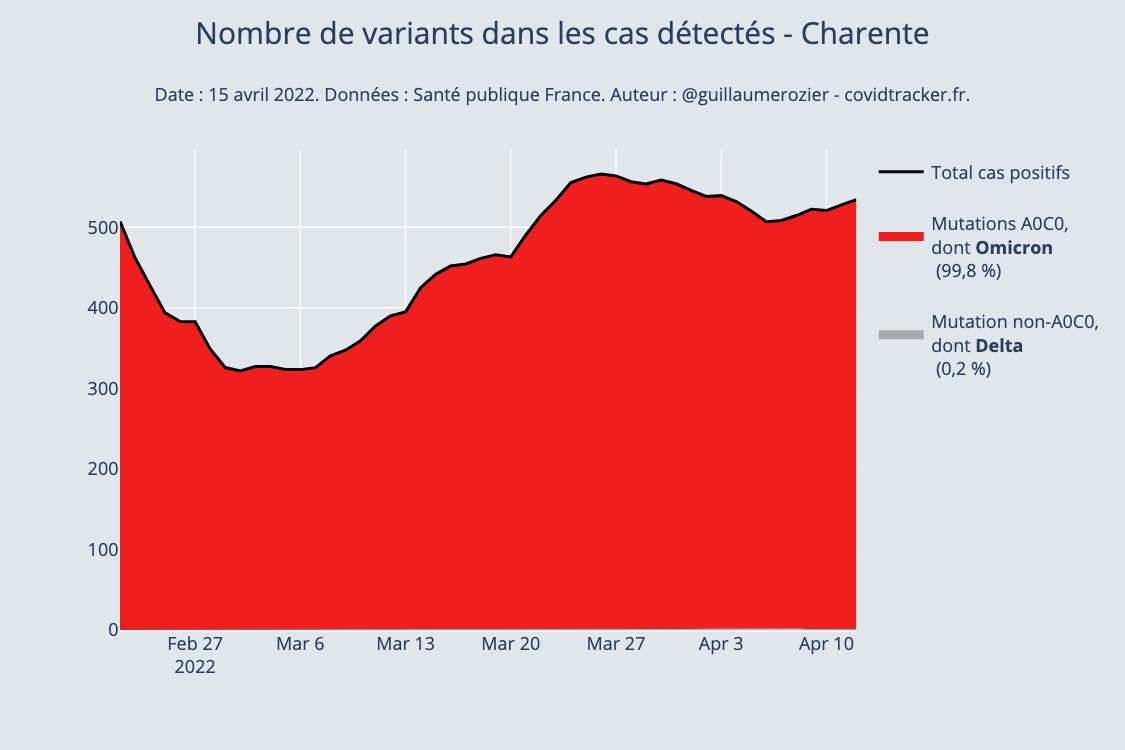 Nombre de variants dans les cas détectés - Charente
Date : 15 avril 2022. Données : Santé publique France. Auteur : @guillaumerozier - covidtracker.fr.
Total cas positifs
Mutations A0C0,
dont Omicron
(99,8 %)
Mutation non-A0C0,
dont Delta
(0,2 %)
500
400
300
200
100
0
Feb 27
2022
Mar 6
Mar 13
Mar 20
Mar 27
Apr 3
Apr 10